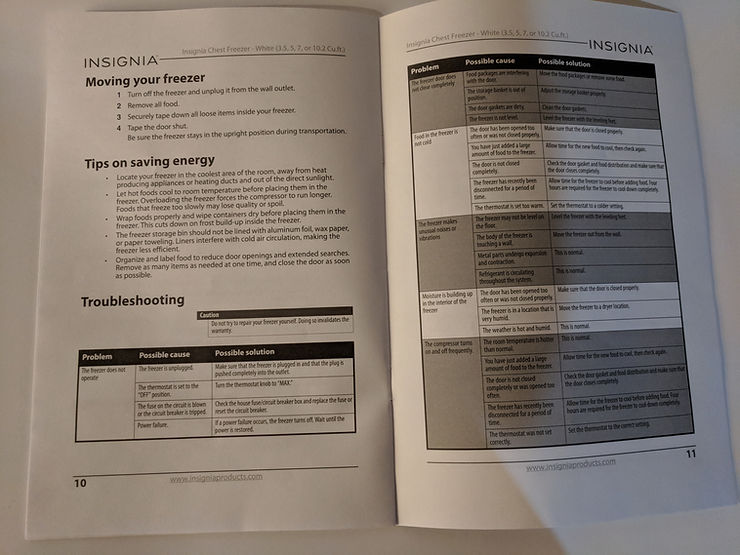 INSIGNIA
Insignia Chest Freezer - White (3.5, 5, 7, or 10.2 Cu.ft.)
Moving your freezer
1 Turn off the freezer and unplug it from the wall outlet.
2 Remove all food.
3 Securely tape down all loose items inside your freezer.
4 Tape the door shut.
Be sure the freezer stays in the upright position during transportation.
Tips on saving energy
• Locate your freezer in the coolest area of the room, away from heat
producing appliances or heating ducts and out of the direct sunlight.
• Let hot foods cool to room temperature before placing them in the
freezer. Overloading the freezer forces the compressor to run longer.
Foods that freeze too slowly may lose quality or spoil.
• Wrap foods properly and wipe containers dry before placing them in the
freezer. This cuts down on frost build-up inside the freezer.
• The freezer storage bin should not be lined with aluminum foil, wax paper,
or paper toweling. Liners interfere with cold air circulation, making the
freezer less efficient.
• Organize and label food to reduce door openings and extended searches.
Remove as many items as needed at one time, and close the door as soon
as possible.
Troubleshooting
Caution
Do not try to repair your freezer yourself. Doing so invalidates the
warranty.
Problem Possible cause Possible solution
The freezer does not
operate
The freezer is unplugged.
Make sure that the freezer is plugged in and that the plug is
pushed completely into the outlet.
The thermostat is set to the
"OFF" position.
Turn the thermostat knob to "MAX."
The fuse on the circuit is blown
or the circuit breaker is tripped.
Check the house fuse/circuit breaker box and replace the fuse or
reset the circuit breaker.
Power failure.
If a power failure occurs, the freezer turns off. Wait until the
power is restored.
10
www.insigniaproducts.com
Insignia Chest Freezer - White (3.5, 5, 7, or 10.2 Cu.ft.)
INSIGNIA
Problem Possible cause Possible solution
The freezer door does
not close completely
Food packages are interfering
with the door.
Move the food packages or remove some food.
The storage basket is out of
position.
Adjust the storage basket properly.
The door gaskets are dirty.
Clean the door gaskets.
The freezer is not level.
Level the freezer with the leveling feet.
Food in the freezer is
not cold
The door has been opened too
often or was not closed properly.
Make sure that the door is closed properly.
You have just added a large
amount of food to the freezer.
Allow time for the new food to cool, then check again.
The door is not closed
completely.
Check the door gasket and food distribution and make sure that
the door closes completely.
The freezer has recently been
disconnected for a period of
time.
Allow time for the freezer to cool before adding food. Four
hours are required for the freezer to cool down completely.
The thermostat is set too warm.
Set the thermostat to a colder setting.
The freezer makes
unusual noises or
vibrations
The freezer may not be level on
the floor.
Level the freezer with the leveling feet.
The body of the freezer is
touching a wall.
Move the freezer out from the wall.
Metal parts undergo expansion
and contraction.
This is normal.
Refrigerant is circulating
throughout the system.
This is normal.
Moisture is building up
in the interior of the
freezer
The door has been opened too
often or was not closed properly.
Make sure that the door is closed properly.
The freezer is in a location that is
very humid.
Move the freezer to a dryer location.
The weather is hot and humid.
This is normal.
The compressor turns
on and off frequently.
The room temperature is hotter
than normal.
This is normal.
You have just added a large
amount of food to the freezer.
Allow time for the new food to cool, then check again.
The door is not closed
completely or was opened too
often.
Check the door gasket and food distribution and make sure that
the door closes completely.
The freezer has recently been
disconnected for a period of
time.
Allow time for the freezer to cool before adding food. Four
hours are required for the freezer to cool down completely.
The thermostat was not set
correctly.
Set the thermostat to the correct setting.
www.insigniaproducts.com
11